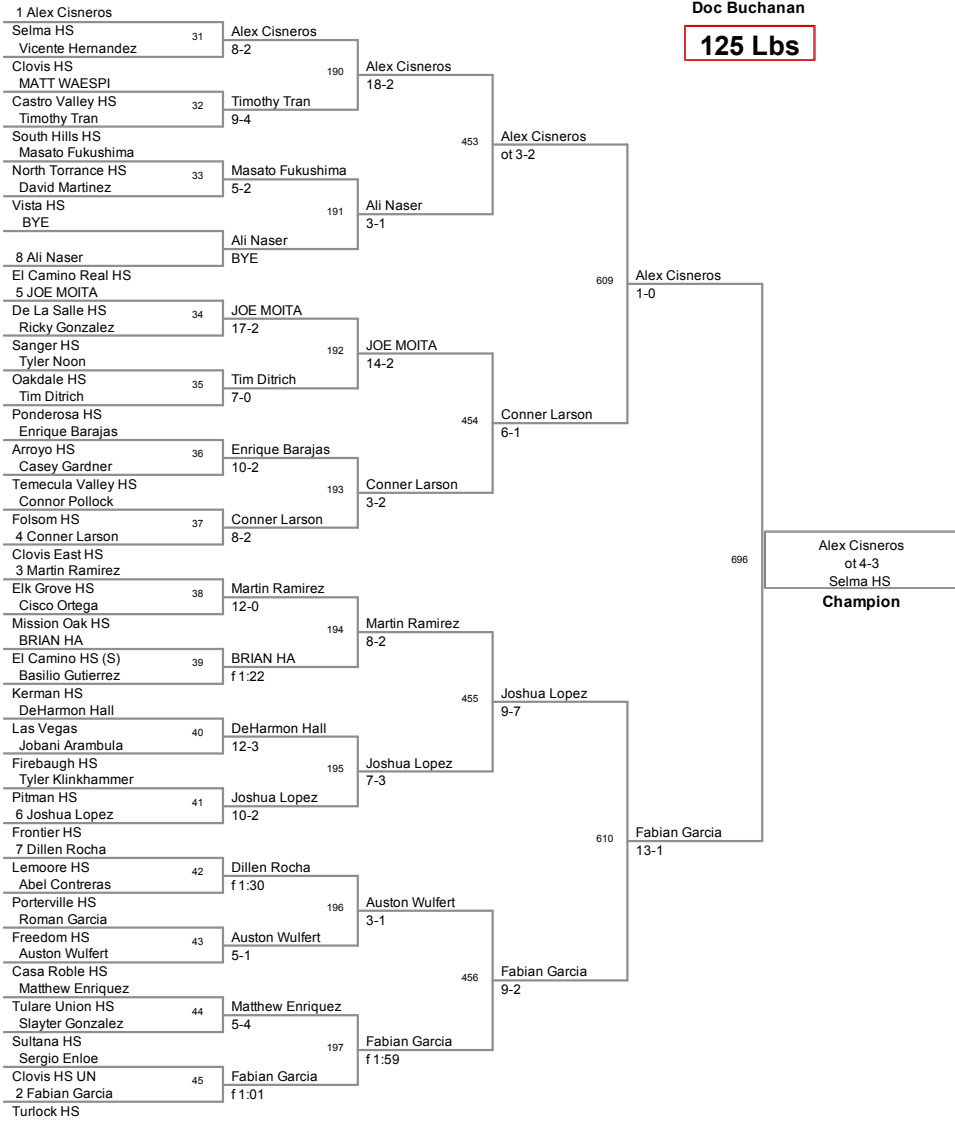 Doc Buchanan
125 Lbs
1 Alex Cisneros
Selma HS
31
Vicente Hernandez
Clovis HS
MATT WAESPI
Castro Valley HS
32
Timothy Tran
South Hills HS
Masato Fukushima
North Torrance HS
33
David Martinez
Vista HS
BYE
8 Ali Naser
El Camino Real HS
5 JOE MOITA
De La Salle HS
34
Ricky Gonzalez
Sanger HS
Tyler Noon
Oakdale HS
35
Tim Ditrich
Ponderosa HS
Enrique Barajas
Arroyo HS
36
Casey Gardner
Temecula Valley HS
Connor Pollock
Folsom HS
37
4 Conner Larson
Clovis East HS
3 Martin Ramirez
Elk Grove HS
38
Cisco Ortega
Mission Oak HS
BRIAN HA
El Camino HS (S)
39
Basilio Gutierrez
Kerman HS
DeHarmon Hall
Las Vegas
40
Jobani Arambula
Firebaugh HS
Tyler Klinkhammer
Pitman HS
41
6 Joshua Lopez
Frontier HS
7 Dillen Rocha
Lemoore HS
42
Abel Contreras
Porterville HS
Roman Garcia
Freedom HS
43
Auston Wulfert
Casa Roble HS
Matthew Enriquez
Tulare Union HS
44
Slayter Gonzalez
Sultana HS
Sergio Enloe
Clovis HS UN
45
2 Fabian Garcia
Turlock HS
Alex Cisneros
8-2
190
Timothy Tran
9-4
Masato Fukushima
5-2
191
Ali Naser
BYE
JOE MOITA
17-2
192
Tim Ditrich
7-0
Enrique Barajas
10-2
193
Conner Larson
8-2
Martin Ramirez
12-0
194
BRIAN HA
f 1:22
DeHarmon Hall
12-3
195
Joshua Lopez
10-2
Dillen Rocha
f 1:30
196
Auston Wulfert
5-1
Matthew Enriquez
5-4
197
Fabian Garcia
f 1:01
Alex Cisneros
18-2
453
Ali Naser
3-1
JOE MOITA
14-2
454
Conner Larson
3-2
Martin Ramirez
8-2
455
Joshua Lopez
7-3
Auston Wulfert
3-1
456
Fabian Garcia
f 1:59
Alex Cisneros
ot 3-2
609
Conner Larson
6-1
Joshua Lopez
9-7
610
Fabian Garcia
9-2
Alex Cisneros
1-0
696
Fabian Garcia
13-1
Alex Cisneros
ot 4-3
Selma HS
Champion